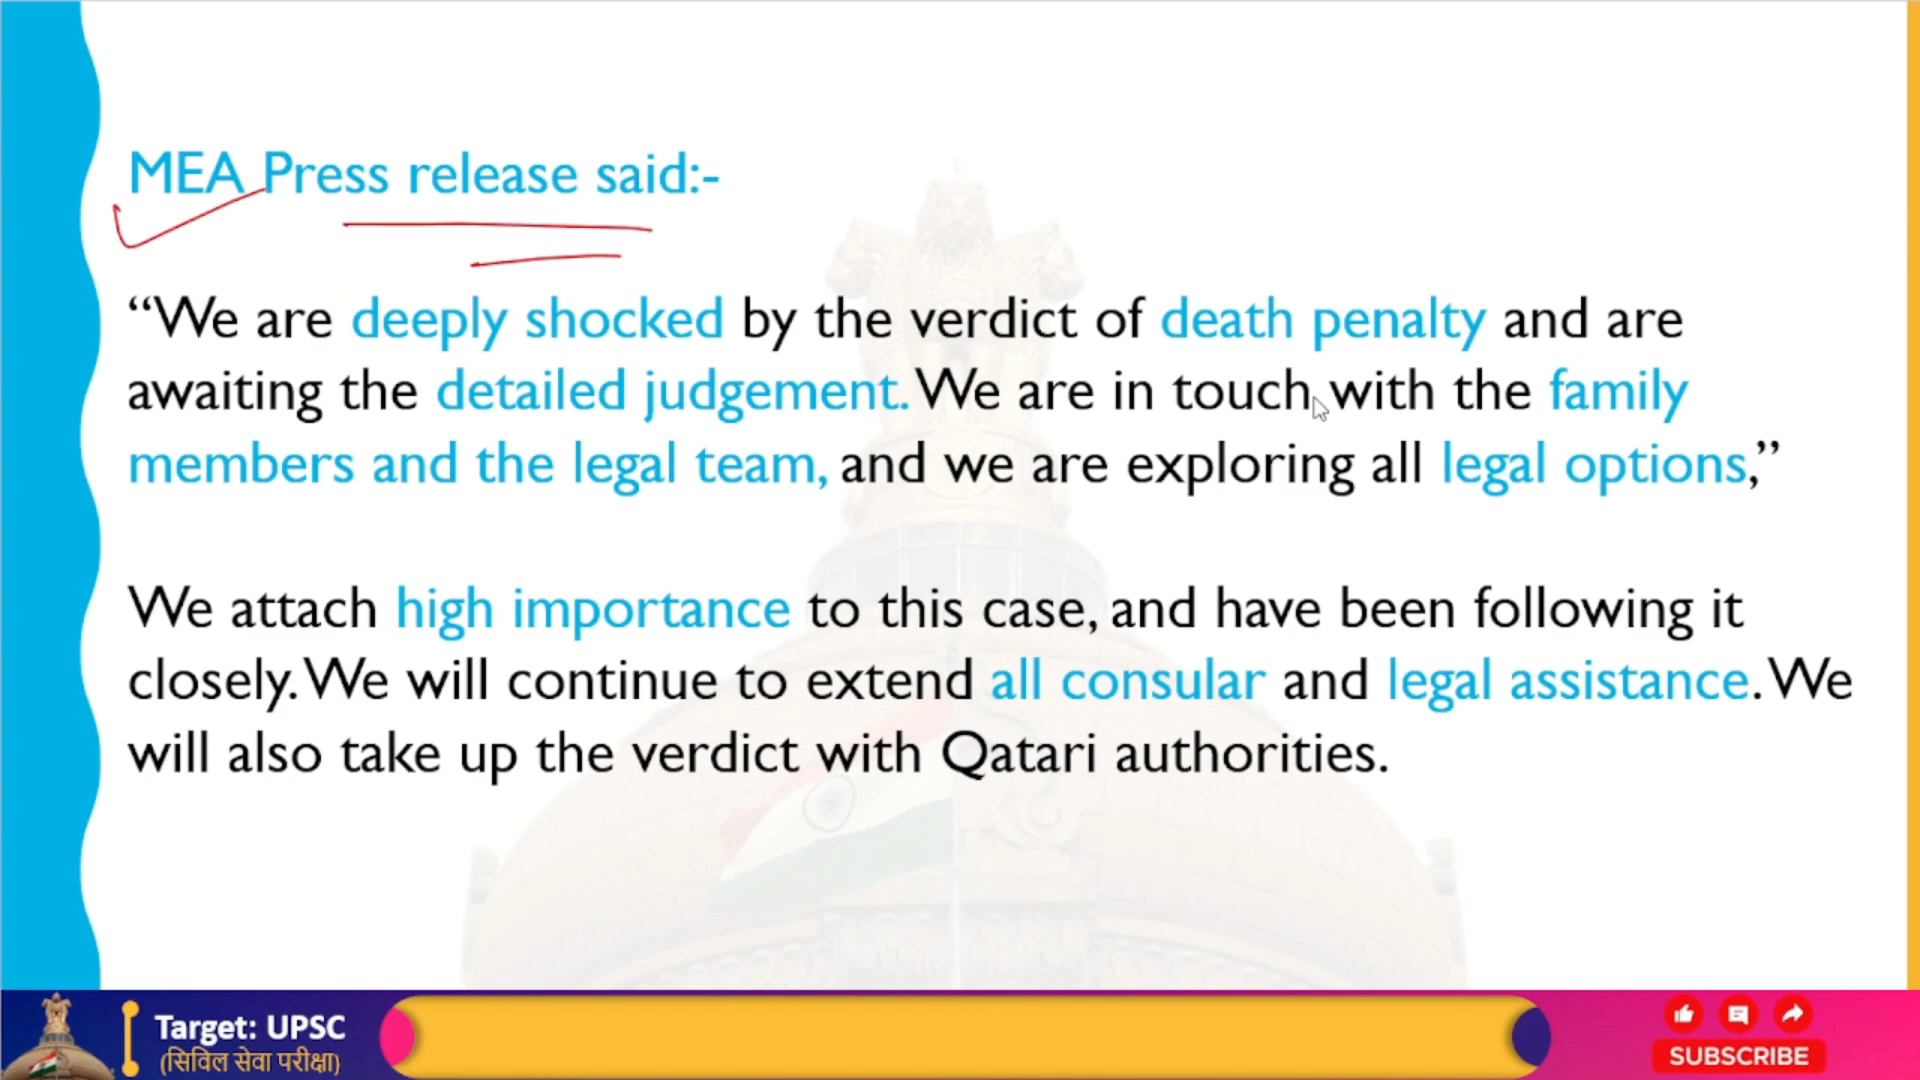 MEA Press release said:-
“We are deeply shocked by the verdict of death penalty and are
awaiting the detailed judgement. We are in touch with the family
members and the legal team, and we are exploring all legal options,”
We attach high importance to this case, and have been following it
closely. We will continue to extend all consular and legal assistance. We
will also take up the verdict with Qatari authorities.
Target: UPSC
(सिविल सेवा परीक्षा)
SUBSCRIBE